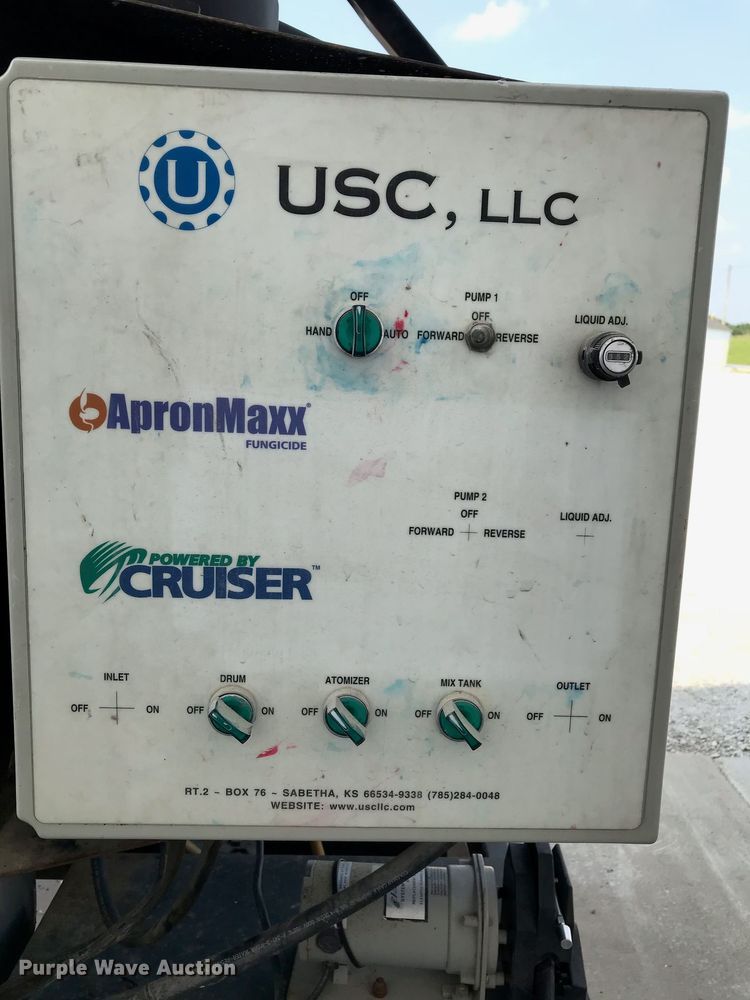 U USC, LLC
OFF
HAND AUTO
PUMP 1
OFF
FORWARD REVERSE
LIQUID ADJ.
ApronMaxx®
FUNGICIDE
PUMP 2
OFF
FORWARD REVERSE
LIQUID ADJ.
POWERED BY
CRUISER™
INLET
OFF ON
DRUM
OFF ON
ATOMIZER
OFF ON
MIX TANK
OFF ON
OUTLET
OFF ON
RT.2 ~ BOX 76 ~ SABETHA, KS 66534-9338 (785)284-0048
WEBSITE: www.uscllc.com
Purple Wave Auction